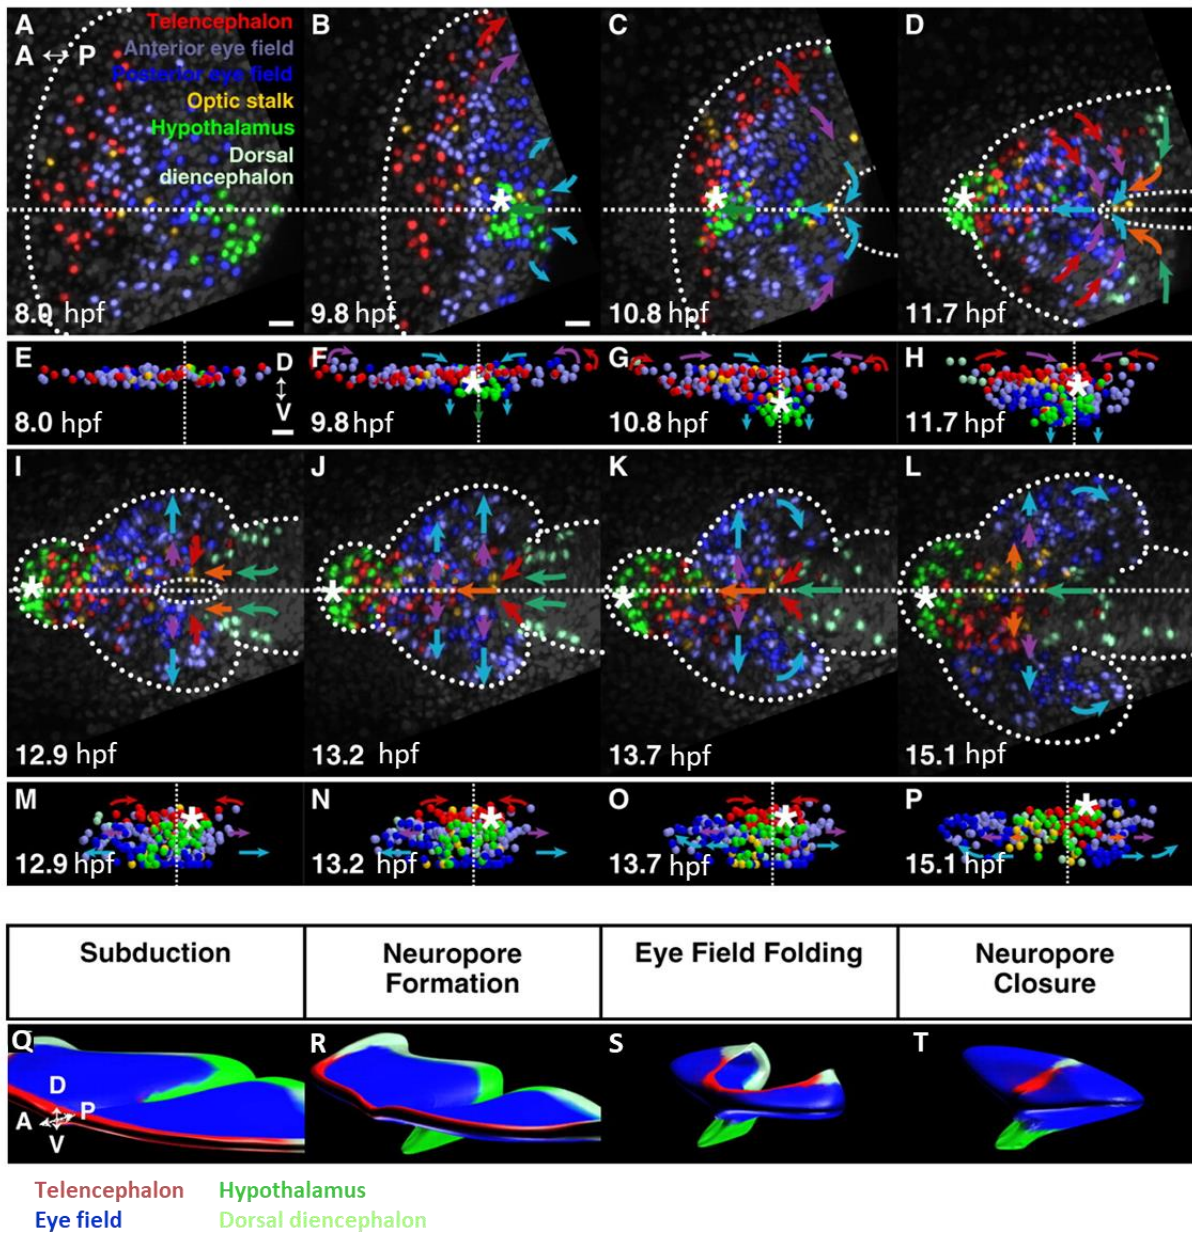 A
Telencephalon
A ↔ P
Anterior eye field
Posterior eye field
Optic stalk
Hypothalamus
Dorsal
diencephalon
8.0 hpf
B
9.8 hpf
C
*
10.8 hpf
D
*
11.7 hpf
E
D
V
8.0 hpf
F
*
9.8 hpf
G
*
10.8 hpf
H
*
11.7 hpf
I
*
12.9 hpf
J
*
13.2 hpf
K
*
13.7 hpf
L
*
15.1 hpf
M
*
12.9 hpf
N
*
13.2 hpf
O
*
13.7 hpf
P
*
15.1 hpf
Subduction
Neuropore
Formation
Eye Field Folding
Neuropore
Closure
Q
D
A P
V
R
S
T
Telencephalon Hypothalamus
Eye field Dorsal diencephalon